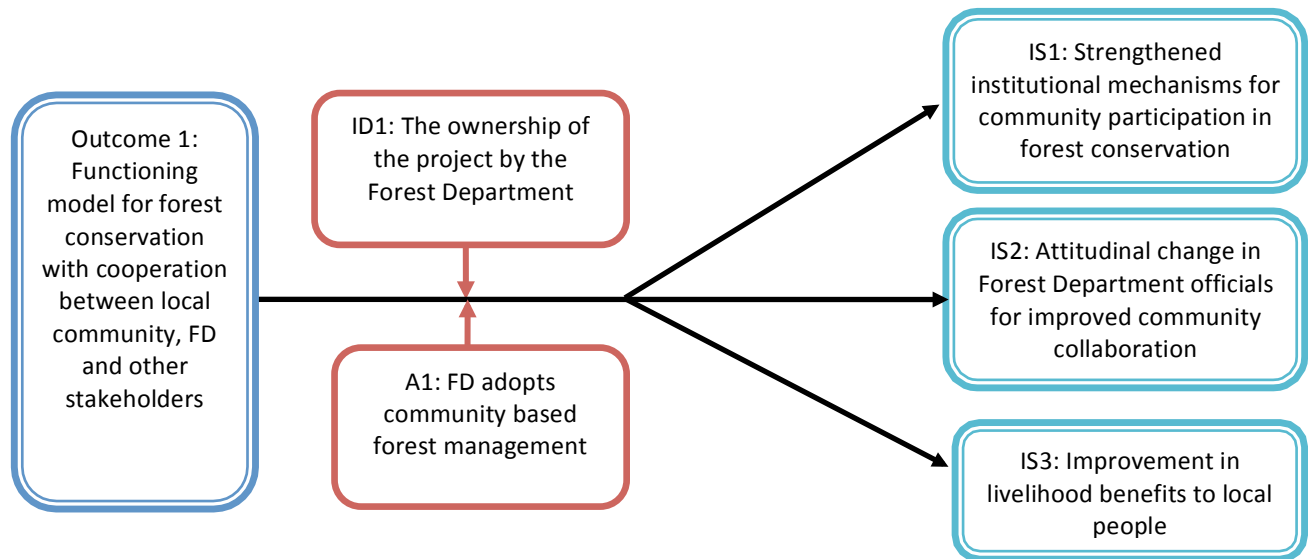 Outcome 1:
Functioning
model for forest
conservation
with cooperation
between local
community, FD
and other
stakeholders
ID1: The ownership of
the project by the
Forest Department
A1: FD adopts
community based
forest management
IS1: Strengthened
institutional mechanisms for
community participation in
forest conservation
IS2: Attitudinal change in
Forest Department officials
for improved community
collaboration
IS3: Improvement in
livelihood benefits to local
people